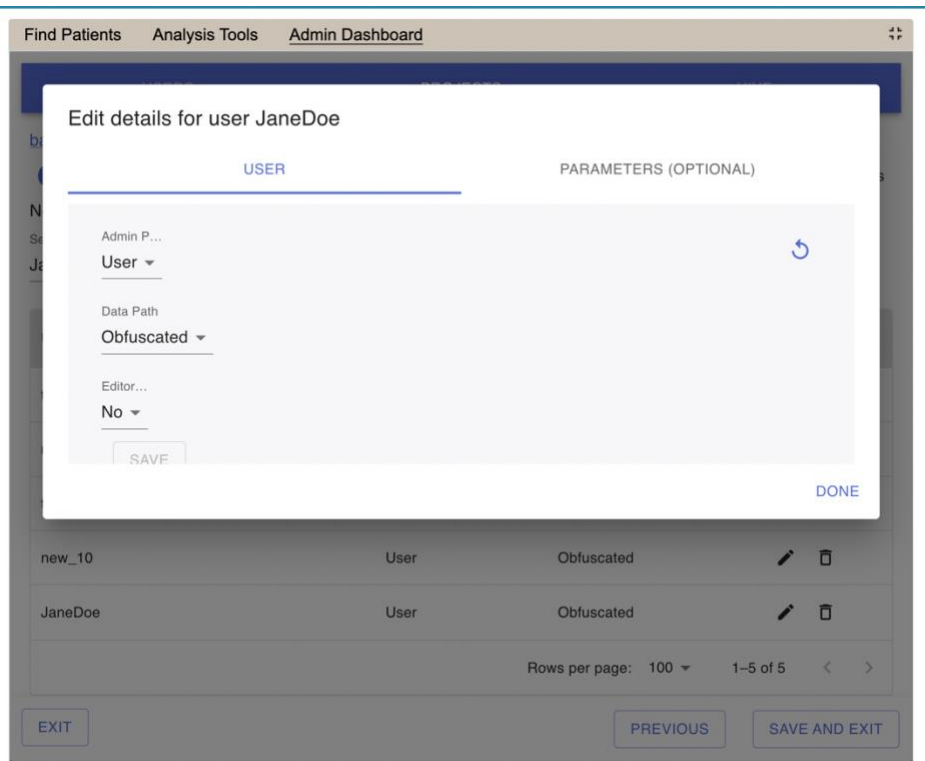 Find Patients Analysis Tools Admin Dashboard
Edit details for user JaneDoe
USER PARAMETERS (OPTIONAL)
Admin P...
User
Data Path
Obfuscated
Editor...
No
SAVE
DONE
new_10 User Obfuscated
JaneDoe User Obfuscated
Rows per page: 100 1–5 of 5
EXIT PREVIOUS SAVE AND EXIT